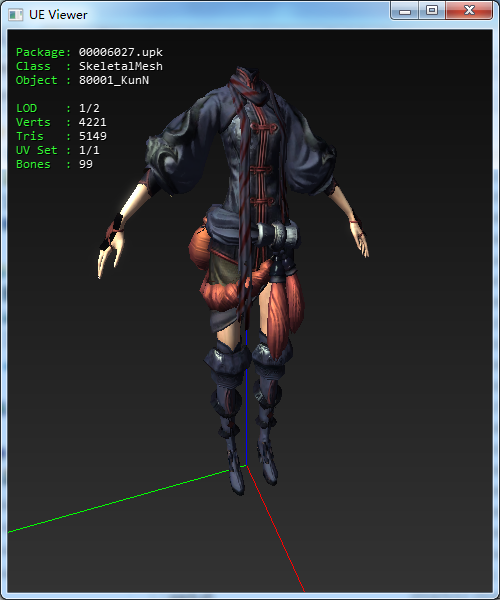 UE Viewer
Package: 00006027.upk
Class : SkeletalMesh
Object : 80001_KunN
LOD : 1/2
Verts : 4221
Tris : 5149
UV Set : 1/1
Bones : 99